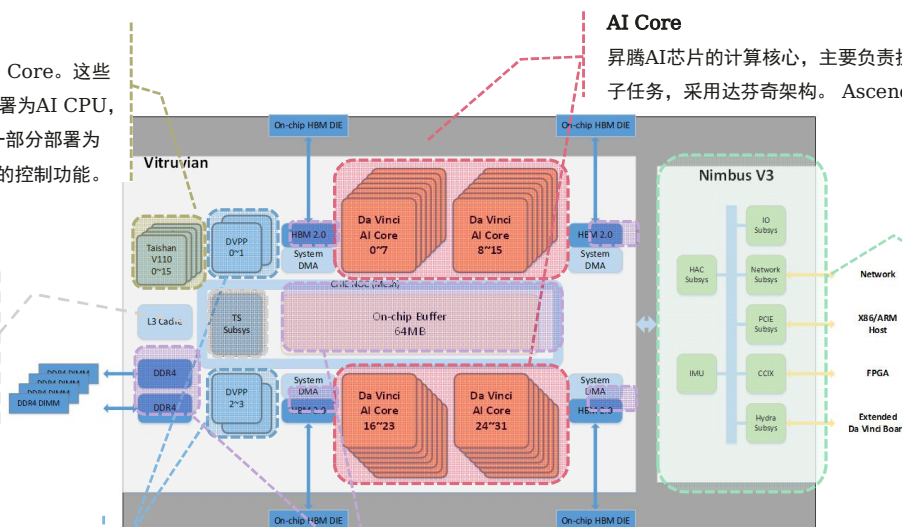 AI Core
昇腾AI芯片的计算核心，主要负责
子任务，采用达芬奇架构。 Ascen
Core。这些
署为AI CPU，
部分部署为
的控制功能。
On-chip HBM DIE
On-chip HBM DIE
Vitruvian
Nimbus V3
Taishan
V110
0~15
DVPP
0~1
HBM 2.0
System
DMA
Da Vinci
AI Core
0~7
Da Vinci
AI Core
8~15
HBM 2.0
System
DMA
IO
Subsys
HAC
Subsys
Network
Subsys
Network
CHIE NOC (Mesh)
L3 Cache
TS
Subsys
On-chip Buffer
64MB
PCIE
Subsys
X86/ARM
Host
DDR4
DDR4
DDR4 DIMM
DDR4 DIMM
DDR4 DIMM
DDR4 DIMM
DVPP
2~3
System
DMA
HBM 2.0
Da Vinci
AI Core
16~23
Da Vinci
AI Core
24~31
System
DMA
HBM 2.0
IMU
CCIX
FPGA
Hydra
Subsys
Extended
Da Vinci Boar
On-chip HBM DIE
On-chip HBM DIE